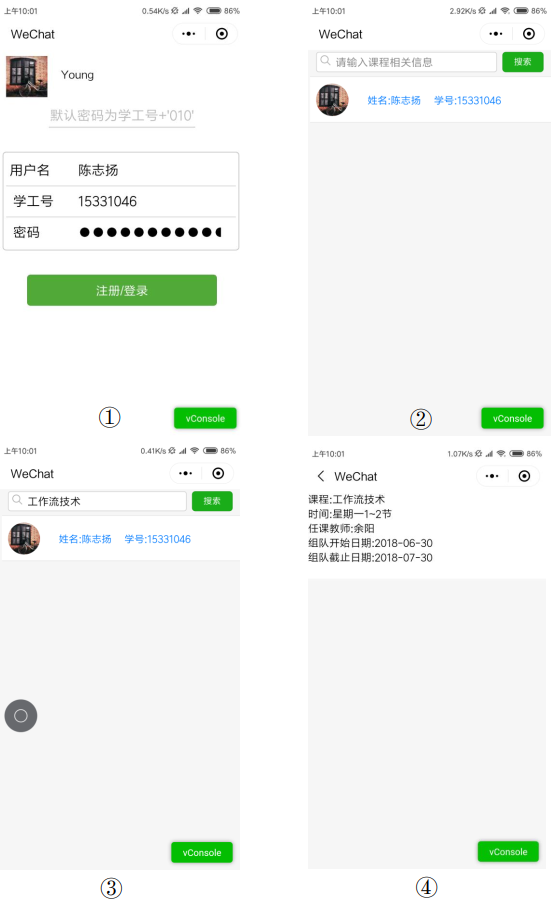 上午10:01 0.54K/s 86%
WeChat
Young
默认密码为学工号+'010'
用户名 陈志扬
学工号 15331046
密码 ●●●●●●●●●●●
注册/登录
vConsole
①
上午10:01 2.92K/s 86%
WeChat
请输入课程相关信息 搜索
姓名:陈志扬 学号:15331046
vConsole
②
上午10:01 0.41K/s 86%
WeChat
工作流技术 搜索
姓名:陈志扬 学号:15331046
vConsole
③
上午10:01 1.07K/s 86%
WeChat
课程:工作流技术
时间:星期一1~2节
任课教师:余阳
组队开始日期:2018-06-30
组队截止日期:2018-07-30
vConsole
④